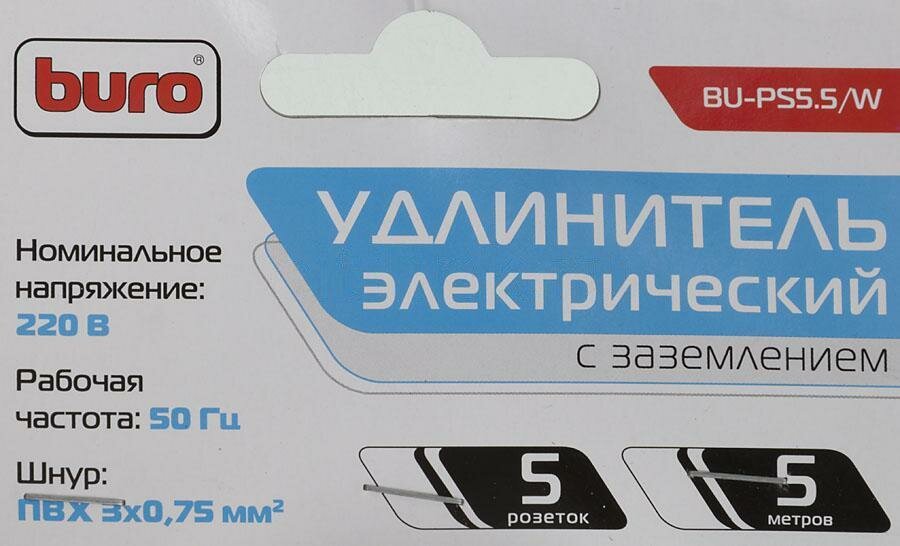 buro®
BU-PS5.5/W
УДЛИНИТЕЛЬ
электрический
с заземлением
Номинальное
напряжение:
220 В
Рабочая
частота: 50 Гц
Шнур:
ПВХ 3x0,75 мм²
5
розеток
5
метров